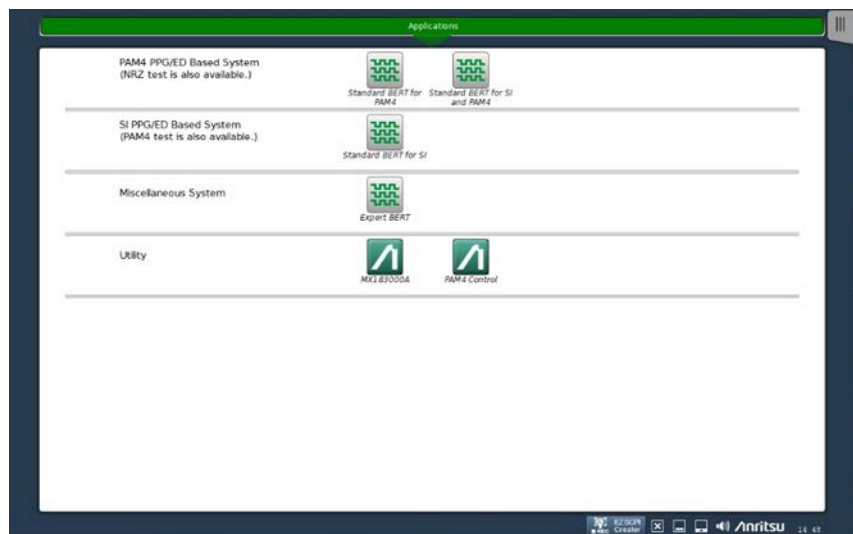 Applications
PAM4 PPG/ED Based System
(NRZ test is also available.)
Standard BERT for
PAM4
Standard BERT for SI
and PAM4
SI PPG/ED Based System
(PAM4 test is also available.)
Standard BERT for SI
Miscellaneous System
Expert BERT
Utility
MX183000A
PAM4 Control
REC
EZSCPI
Creator
Anritsu